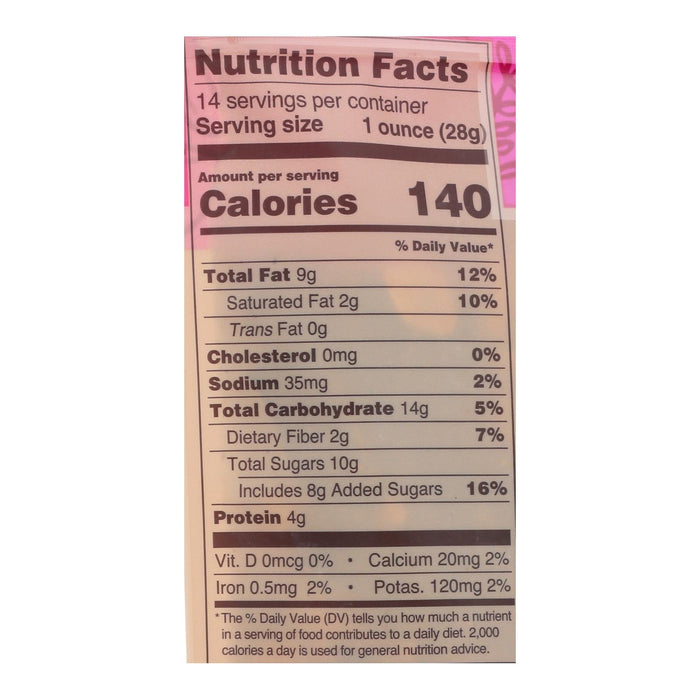 Nutrition Facts
14 servings per container
Serving size 1 ounce (28g)
Amount per serving
Calories 140
% Daily Value*
Total Fat 9g 12%
Saturated Fat 2g 10%
Trans Fat 0g
Cholesterol 0mg 0%
Sodium 35mg 2%
Total Carbohydrate 14g 5%
Dietary Fiber 2g 7%
Total Sugars 10g
Includes 8g Added Sugars 16%
Protein 4g
Vit. D 0mcg 0% • Calcium 20mg 2%
Iron 0.5mg 2% • Potas. 120mg 2%
*The % Daily Value (DV) tells you how much a nutrient
in a serving of food contributes to a daily diet. 2,000
calories a day is used for general nutrition advice.